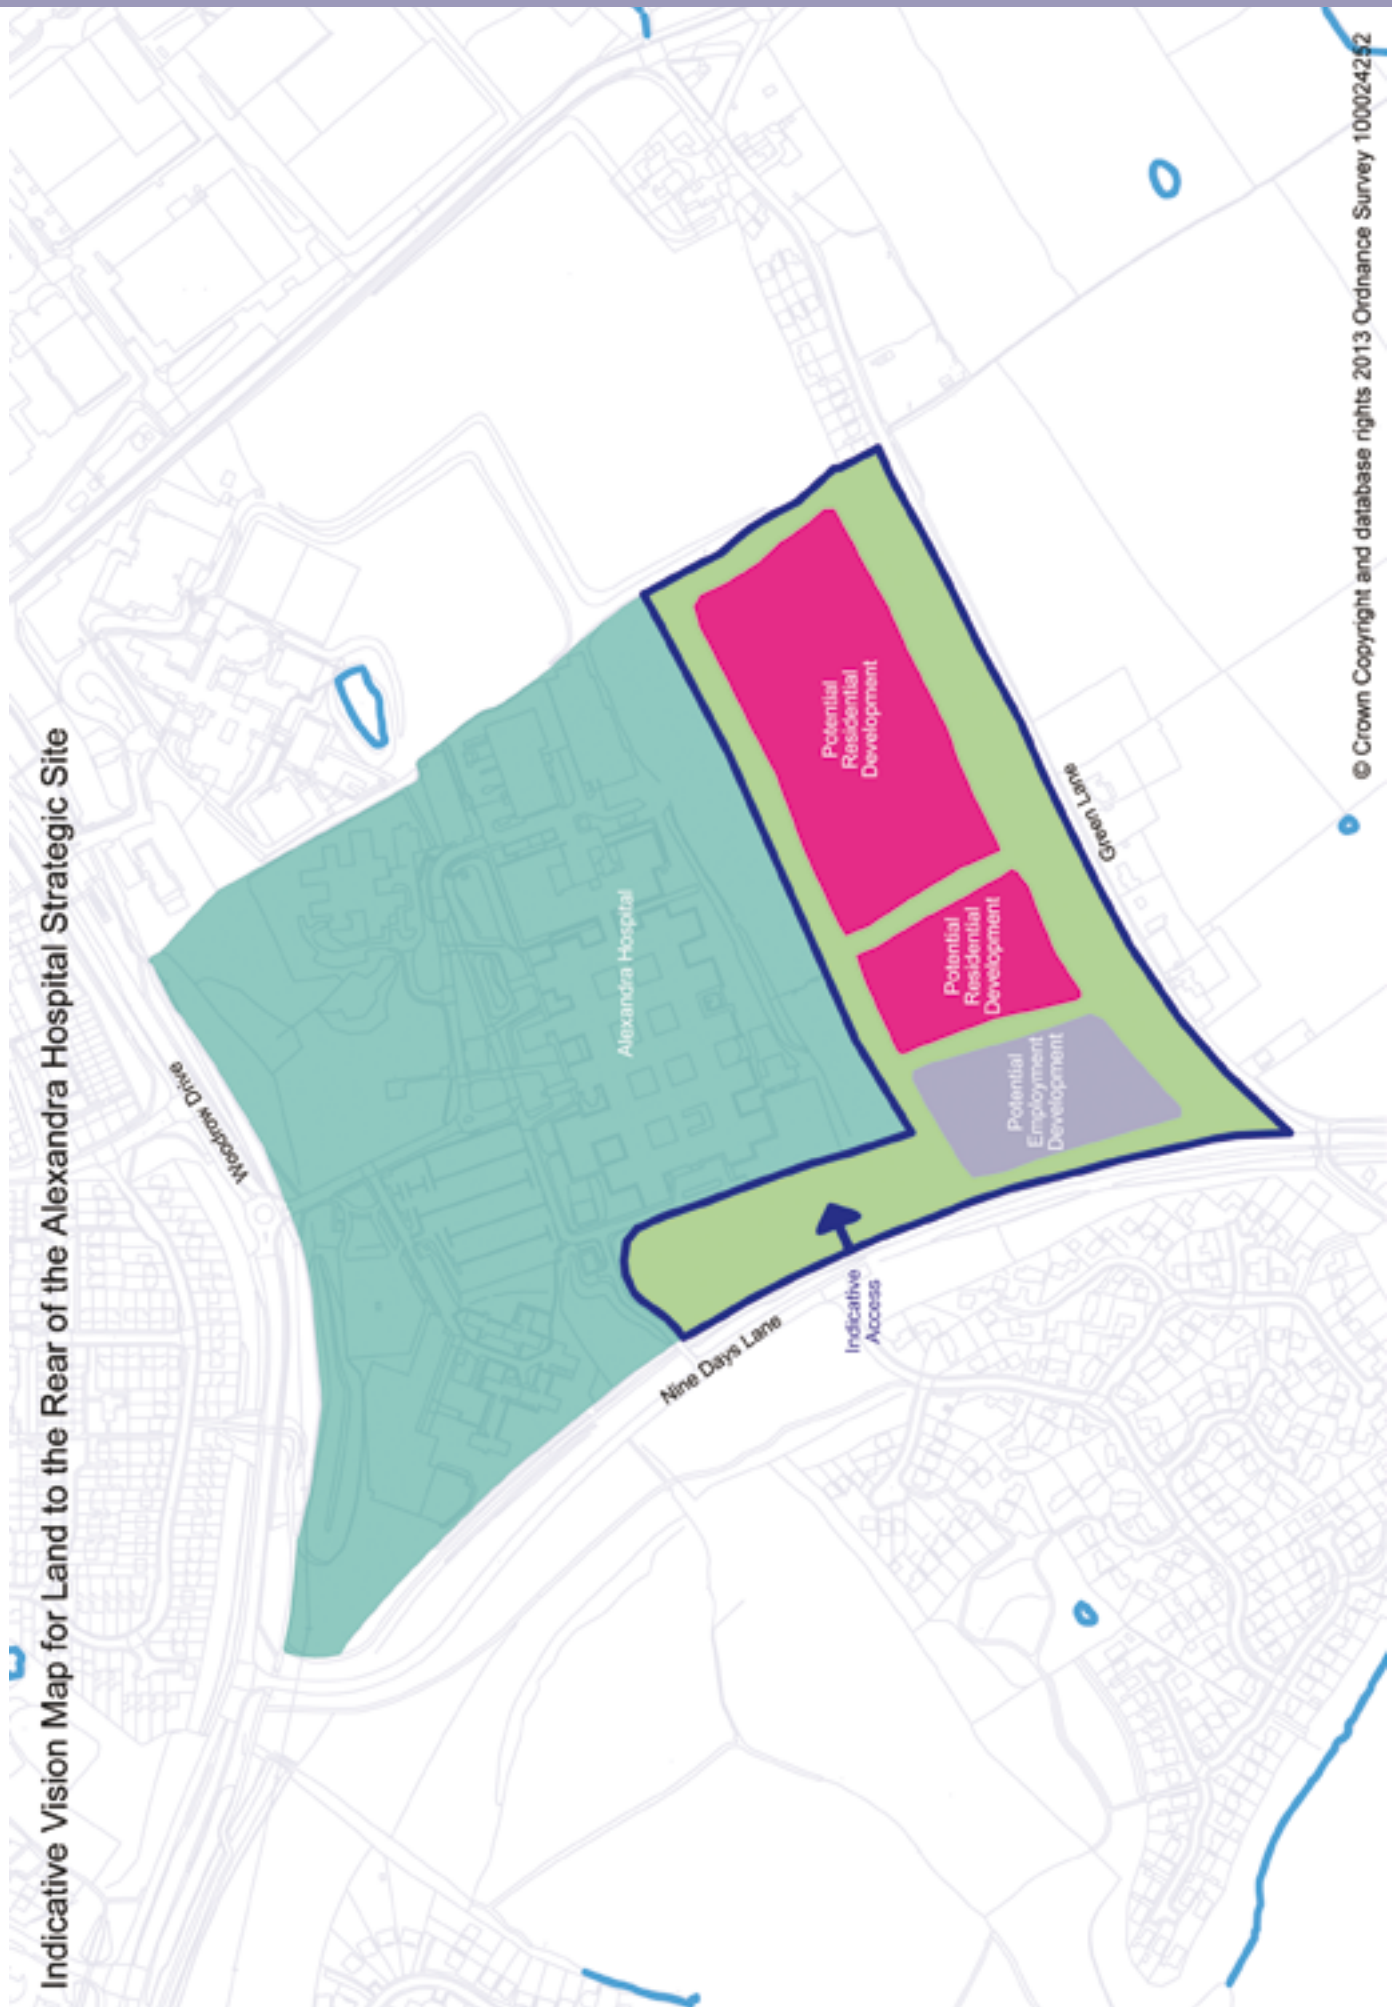 Indicative Vision Map for Land to the Rear of the Alexandra Hospital Strategic Site
Woodrow Drive
Alexandra Hospital
Nine Days Lane
Indicative
Access
Potential
Employment
Development
Potential
Residential
Development
Potential
Residential
Development
Green Lane
© Crown Copyright and database rights 2013 Ordnance Survey 100024252